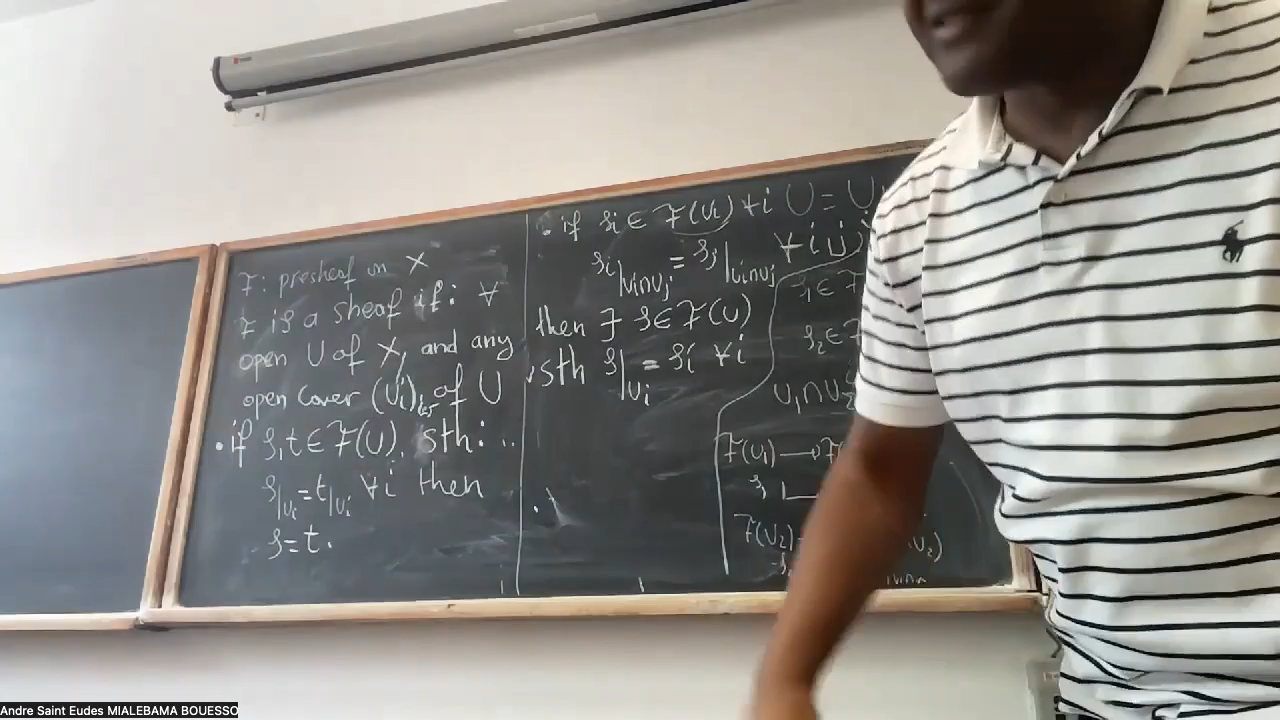 F: presheaf on X
F is a sheaf if: ∀
open U of X, and any
open cover (Ui)i∈I of U
• if s,t ∈ F(U), sth:
s|Ui = t|Ui ∀i then
s=t.
• if si ∈ F(Ui) ∀i
si|Ui∩Uj = sj|Ui∩Uj ∀i,j
then ∃ s∈F(U)
sth s|Ui = si ∀i
U = U
s1 ∈ F
s2 ∈ F
U1∩U2
F(U1) → F(
s1
F(U2)
U2)
Andre Saint Eudes MIALEBAMA BOUESSO